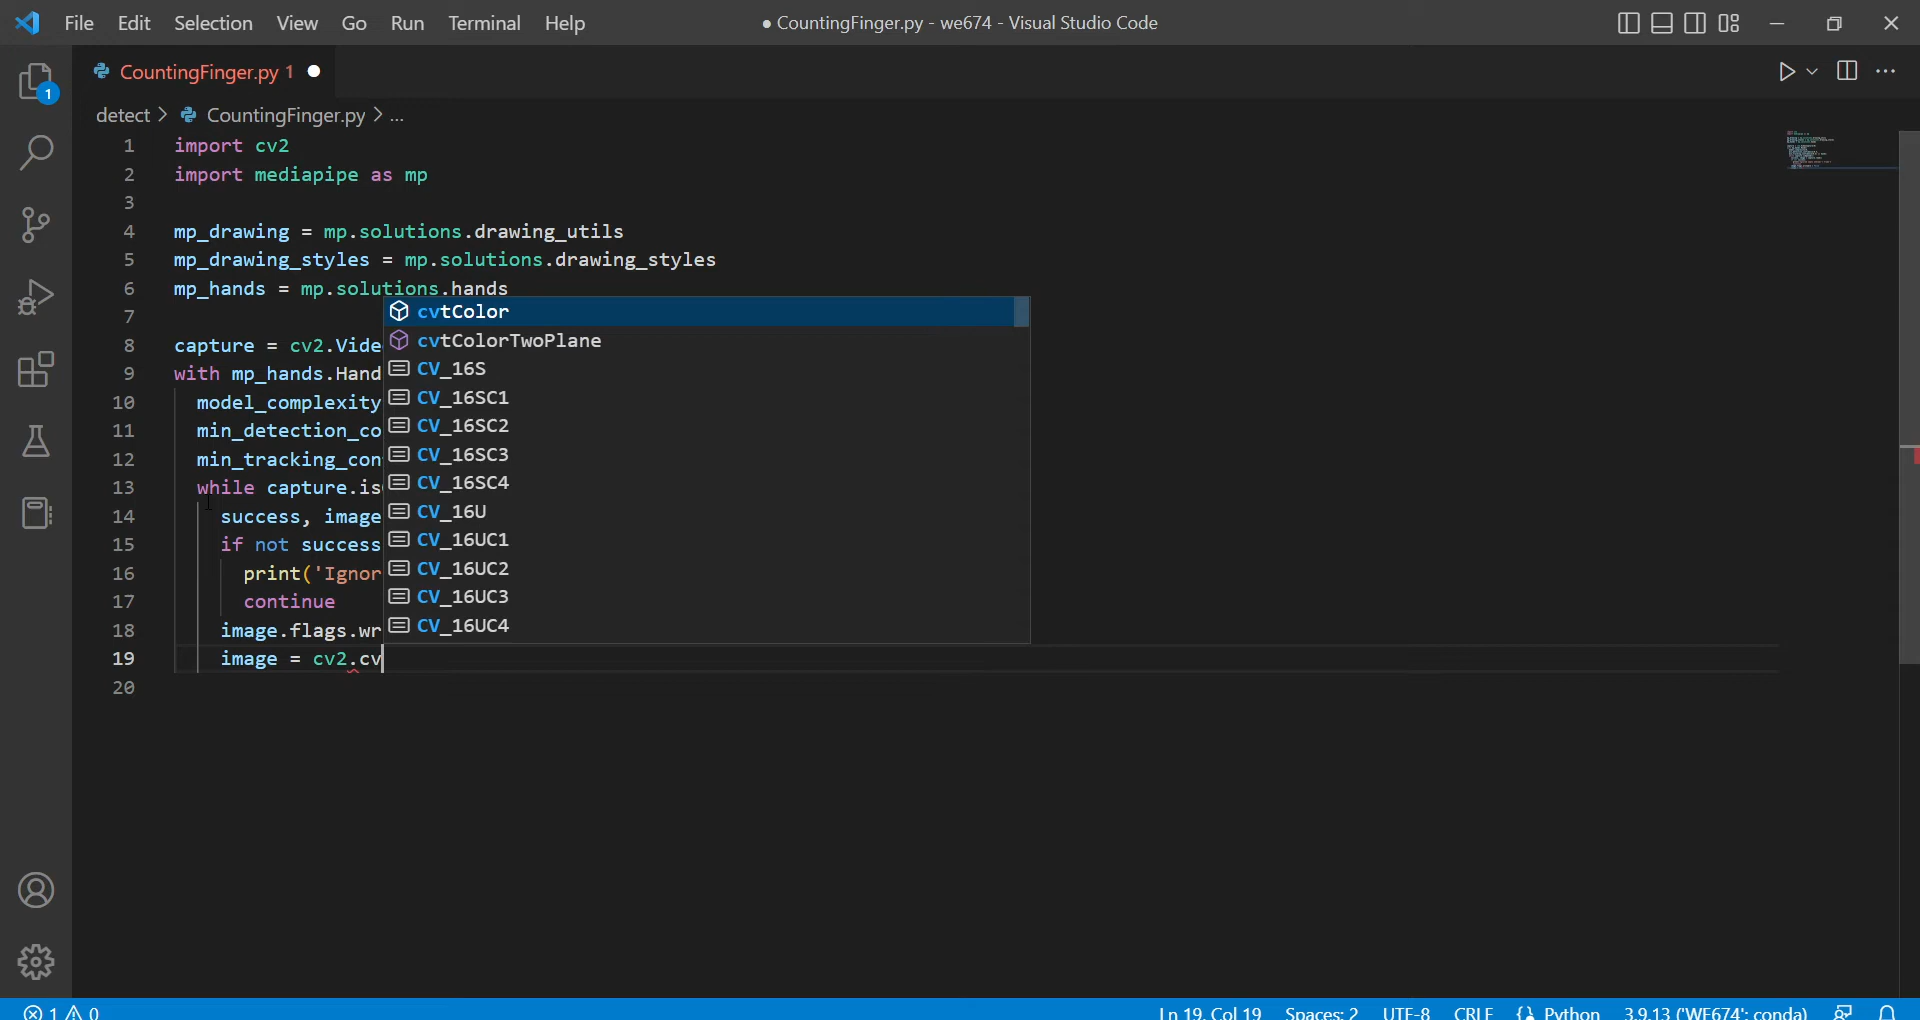 File Edit Selection View Go Run Terminal Help
● CountingFinger.py - we674 - Visual Studio Code
1
CountingFinger.py 1 ●
detect > CountingFinger.py > ...
1 import cv2
2 import mediapipe as mp
3
4 mp_drawing = mp.solutions.drawing_utils
5 mp_drawing_styles = mp.solutions.drawing_styles
6 mp_hands = mp.solutions.hands
7
8 capture = cv2.Vide
9 with mp_hands.Hand
10 model_complexity
11 min_detection_co
12 min_tracking_con
13 while capture.is
14 success, image
15 if not success
16 print('Ignor
17 continue
18 image.flags.wr
19 image = cv2.cv
20
cvtColor
cvtColorTwoPlane
CV_16S
CV_16SC1
CV_16SC2
CV_16SC3
CV_16SC4
CV_16U
CV_16UC1
CV_16UC2
CV_16UC3
CV_16UC4
1 0
Ln 19, Col 19 Spaces: 2 UTF-8 CRLF Python 3.9.13 ('WE674': conda)